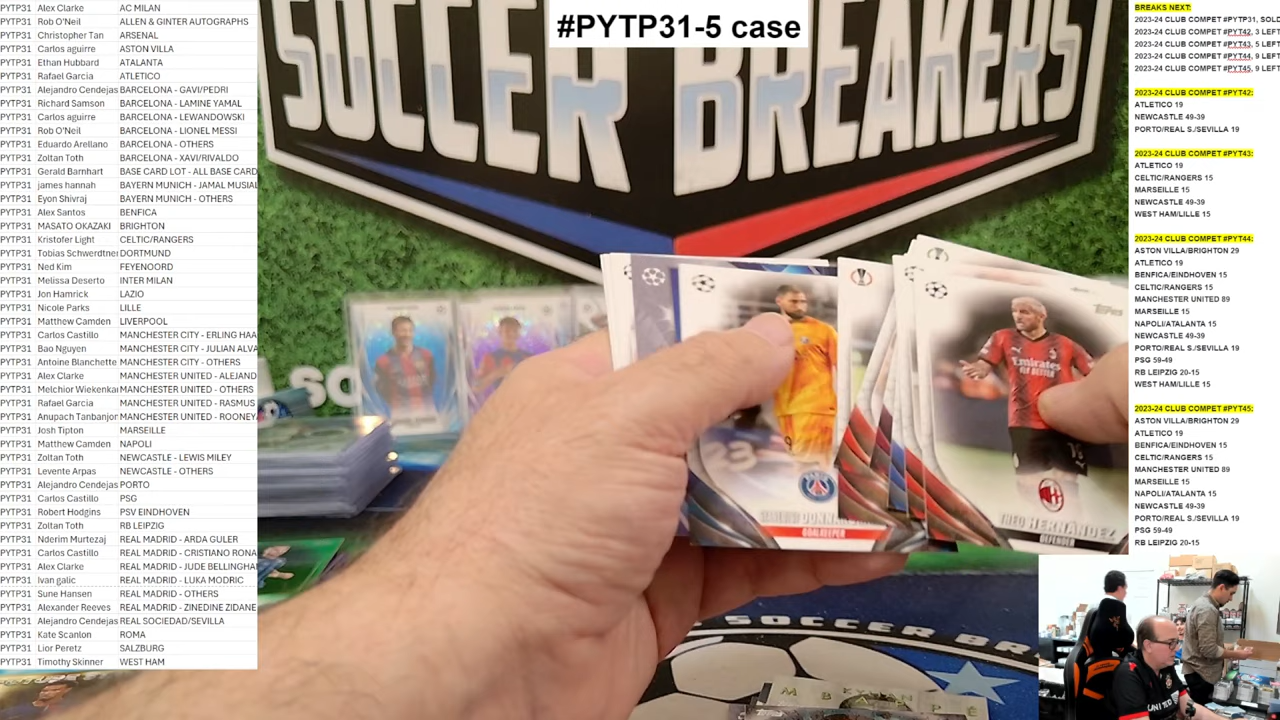 #PYTP31-5 case
PYTP31 Alex Clarke AC MILAN
PYTP31 Rob O'Neil ALLEN & GINTER AUTOGRAPHS
PYTP31 Christopher Tan ARSENAL
PYTP31 Carlos aguirre ASTON VILLA
PYTP31 Ethan Hubbard ATALANTA
PYTP31 Rafael Garcia ATLETICO
PYTP31 Alejandro Cendejas BARCELONA - GAVI/PEDRI
PYTP31 Richard Samson BARCELONA - LAMINE YAMAL
PYTP31 Carlos aguirre BARCELONA - LEWANDOWSKI
PYTP31 Rob O'Neil BARCELONA - LIONEL MESSI
PYTP31 Eduardo Arellano BARCELONA - OTHERS
PYTP31 Zoltan Toth BARCELONA - XAVI/RIVALDO
PYTP31 Gerald Barnhart BASE CARD LOT - ALL BASE CARD
PYTP31 james hannah BAYERN MUNICH - JAMAL MUSIAL
PYTP31 Eyon Shivraj BAYERN MUNICH - OTHERS
PYTP31 Alex Santos BENFICA
PYTP31 MASATO OKAZAKI BRIGHTON
PYTP31 Kristofer Light CELTIC/RANGERS
PYTP31 Tobias Schwerdtner DORTMUND
PYTP31 Ned Kim FEYENOORD
PYTP31 Melissa Deserto INTER MILAN
PYTP31 Jon Hamrick LAZIO
PYTP31 Nicole Parks LILLE
PYTP31 Matthew Camden LIVERPOOL
PYTP31 Carlos Castillo MANCHESTER CITY - ERLING HAA
PYTP31 Bao Nguyen MANCHESTER CITY - JULIAN ALVA
PYTP31 Antoine Blanchette MANCHESTER CITY - OTHERS
PYTP31 Alex Clarke MANCHESTER UNITED - ALEJAND
PYTP31 Melchior Wiekenkar MANCHESTER UNITED - OTHERS
PYTP31 Rafael Garcia MANCHESTER UNITED - RASMUS
PYTP31 Anupach Tanbanjor MANCHESTER UNITED - ROONEY
PYTP31 Josh Tipton MARSEILLE
PYTP31 Matthew Camden NAPOLI
PYTP31 Zoltan Toth NEWCASTLE - LEWIS MILEY
PYTP31 Levente Arpas NEWCASTLE - OTHERS
PYTP31 Alejandro Cendejas PORTO
PYTP31 Carlos Castillo PSG
PYTP31 Robert Hodgins PSV EINDHOVEN
PYTP31 Zoltan Toth RB LEIPZIG
PYTP31 Nderim Murtezaj REAL MADRID - ARDA GULER
PYTP31 Carlos Castillo REAL MADRID - CRISTIANO RONA
PYTP31 Alex Clarke REAL MADRID - JUDE BELLINGHA
PYTP31 Ivan galic REAL MADRID - LUKA MODRIC
PYTP31 Sune Hansen REAL MADRID - OTHERS
PYTP31 Alexander Reeves REAL MADRID - ZINEDINE ZIDANE
PYTP31 Alejandro Cendejas REAL SOCIEDAD/SEVILLA
PYTP31 Kate Scanlon ROMA
PYTP31 Lior Peretz SALZBURG
PYTP31 Timothy Skinner WEST HAM
SOCCER BREAKERS
topps
Emirates
FLY BETTER
THEO HERNANDEZ
DEFENDER
GOALKEEPER
SOCCER BR
KYLIAN
MBAPPÉ
UNITED
BREAKS NEXT:
2023-24 CLUB COMPET #PYTP31, SOLD
2023-24 CLUB COMPET #PYT42, 3 LEFT
2023-24 CLUB COMPET #PYT43, 5 LEFT
2023-24 CLUB COMPET #PYT44, 9 LEFT
2023-24 CLUB COMPET #PYT45, 9 LEFT
2023-24 CLUB COMPET #PYT42:
ATLETICO 19
NEWCASTLE 49-39
PORTO/REAL S./SEVILLA 19
2023-24 CLUB COMPET #PYT43:
ATLETICO 19
CELTIC/RANGERS 15
MARSEILLE 15
NEWCASTLE 49-39
WEST HAM/LILLE 15
2023-24 CLUB COMPET #PYT44:
ASTON VILLA/BRIGHTON 29
ATLETICO 19
BENFICA/EINDHOVEN 15
CELTIC/RANGERS 15
MANCHESTER UNITED 89
MARSEILLE 15
NAPOLI/ATALANTA 15
NEWCASTLE 49-39
PORTO/REAL S./SEVILLA 19
PSG 59-49
RB LEIPZIG 20-15
WEST HAM/LILLE 15
2023-24 CLUB COMPET #PYT45:
ASTON VILLA/BRIGHTON 29
ATLETICO 19
BENFICA/EINDHOVEN 15
CELTIC/RANGERS 15
MANCHESTER UNITED 89
MARSEILLE 15
NAPOLI/ATALANTA 15
NEWCASTLE 49-39
PORTO/REAL S./SEVILLA 19
PSG 59-49
RB LEIPZIG 20-15